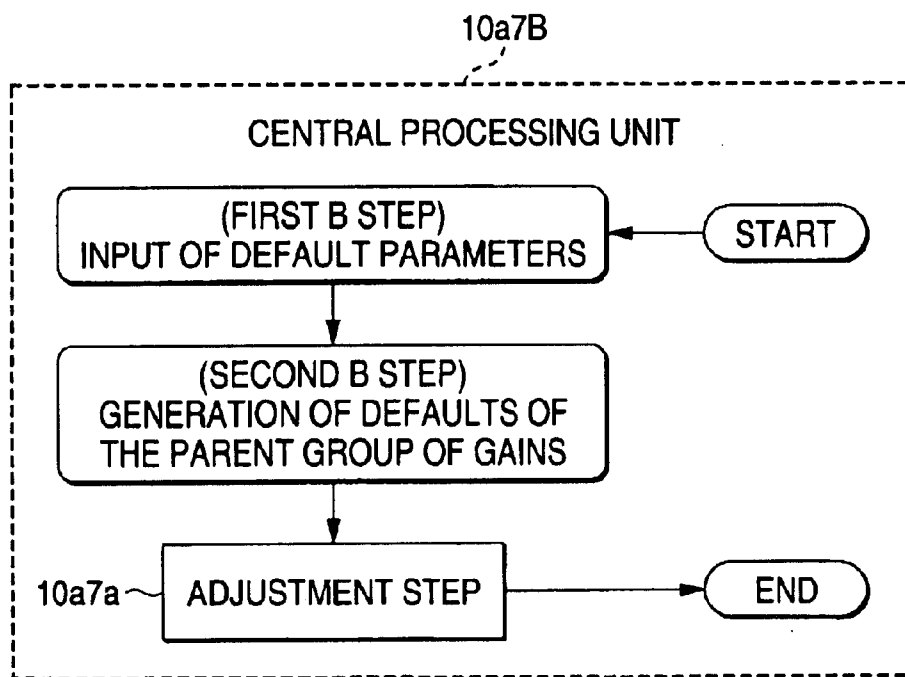 10a7B
CENTRAL PROCESSING UNIT
(FIRST B STEP)
INPUT OF DEFAULT PARAMETERS
START
(SECOND B STEP)
GENERATION OF DEFAULTS OF
THE PARENT GROUP OF GAINS
10a7a
ADJUSTMENT STEP
END